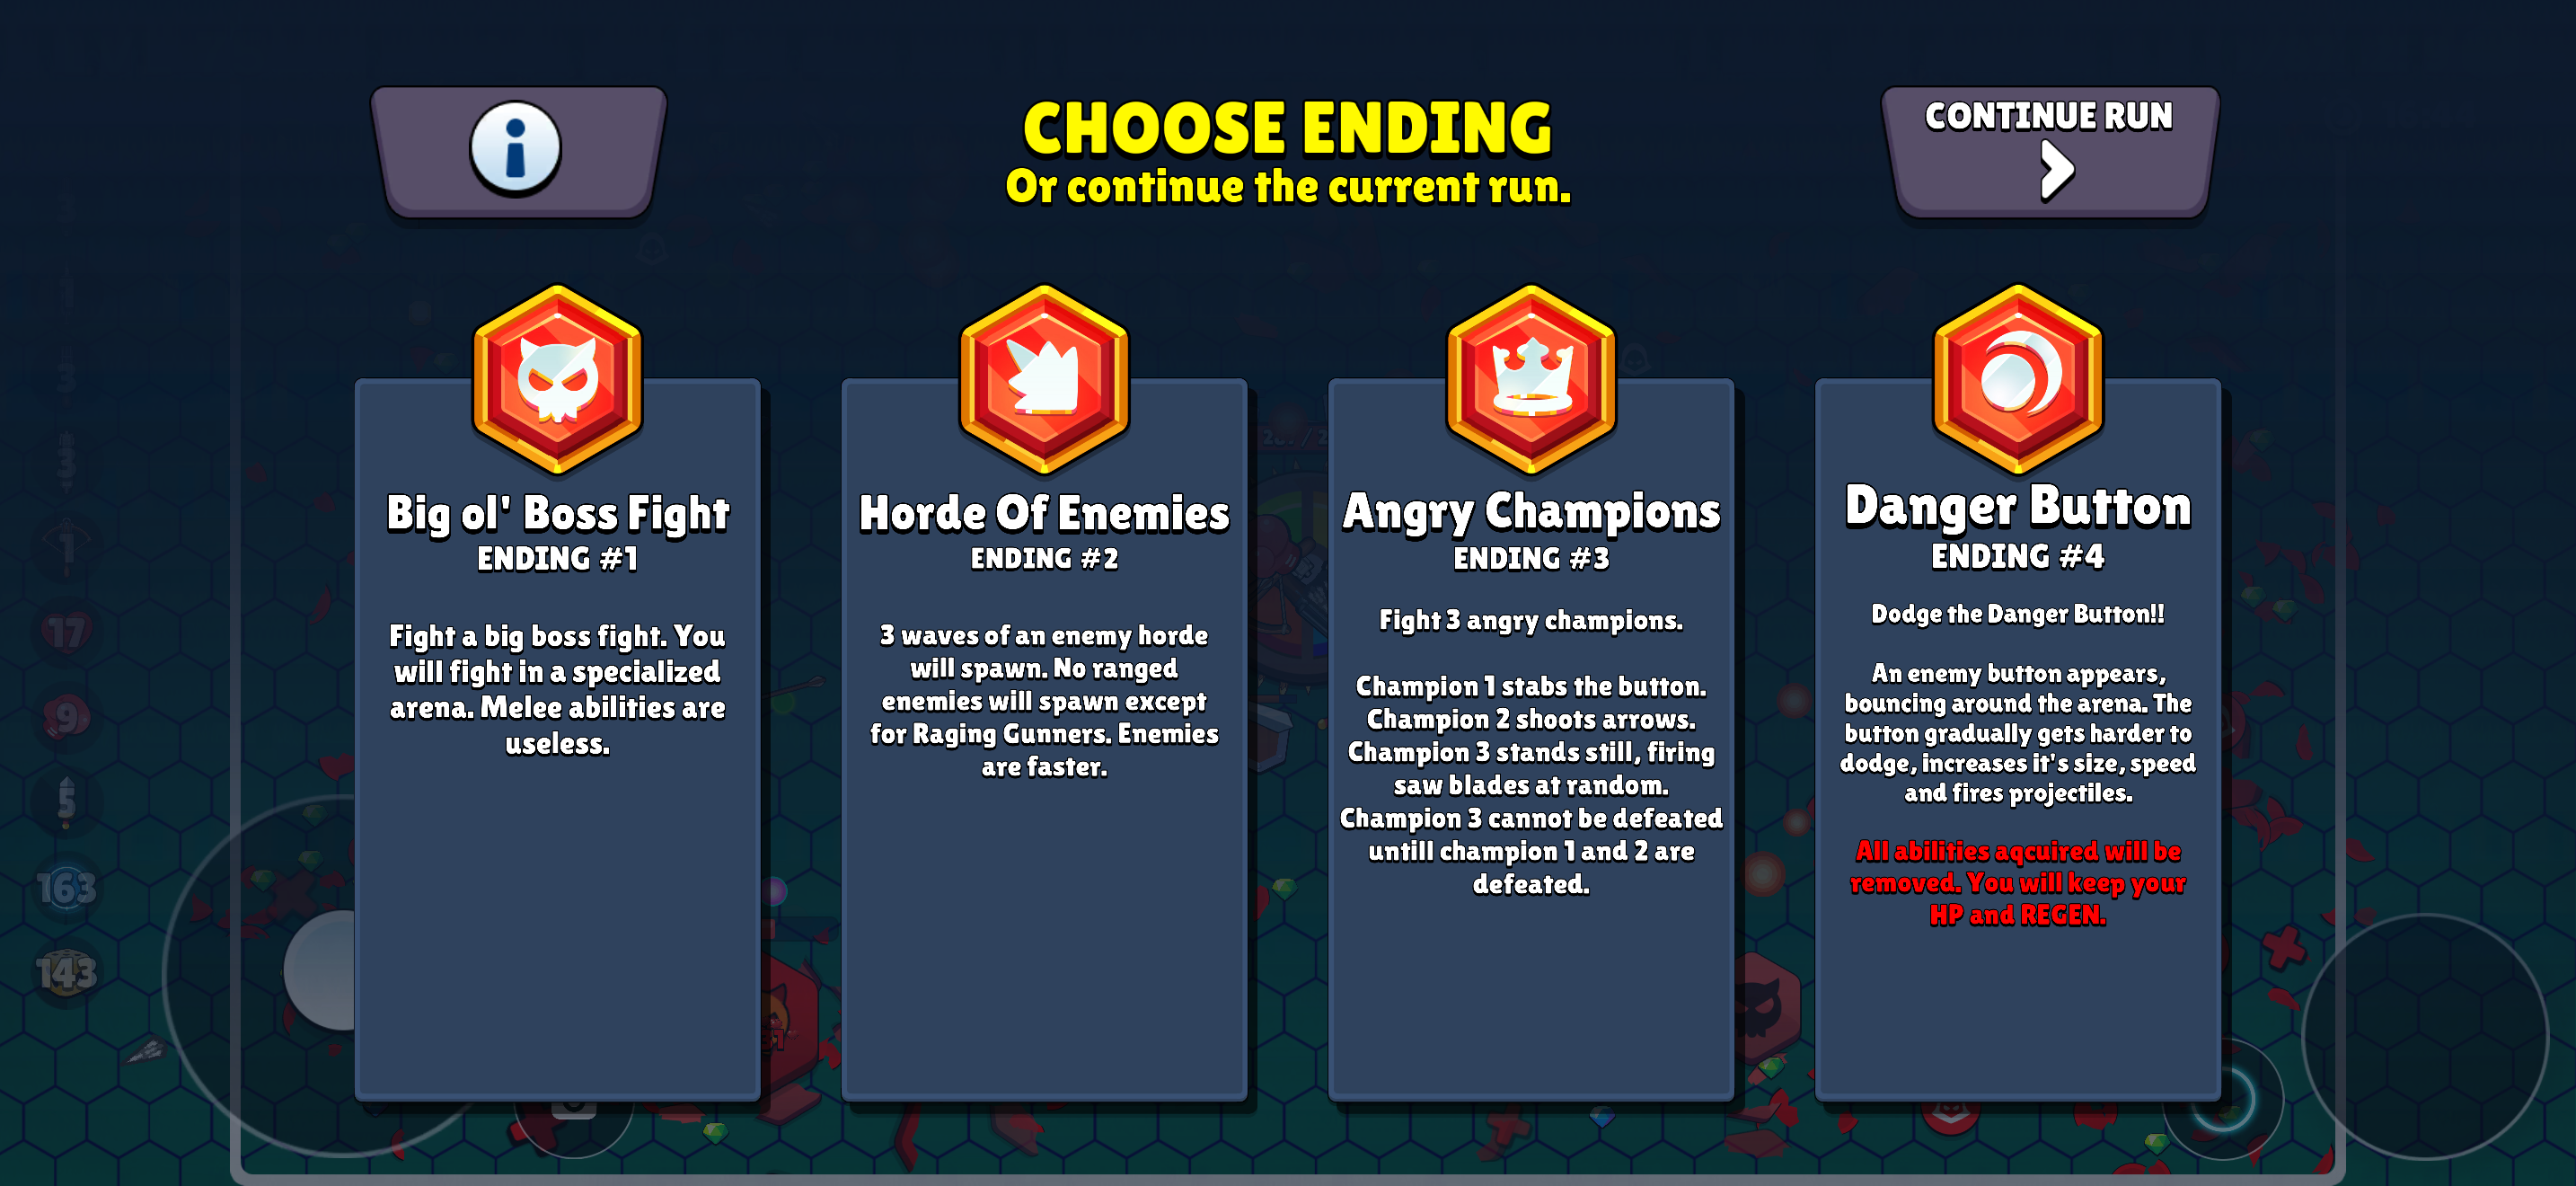 CHOOSE ENDING
Or continue the current run.
CONTINUE RUN
Big ol' Boss Fight
ENDING #1
Fight a big boss fight. You
will fight in a specialized
arena. Melee abilities are
useless.
Horde Of Enemies
ENDING #2
3 waves of an enemy horde
will spawn. No ranged
enemies will spawn except
for Raging Gunners. Enemies
are faster.
Angry Champions
ENDING #3
Fight 3 angry champions.
Champion 1 stabs the button.
Champion 2 shoots arrows.
Champion 3 stands still, firing
saw blades at random.
Champion 3 cannot be defeated
untill champion 1 and 2 are
defeated.
Danger Button
ENDING #4
Dodge the Danger Button!!
An enemy button appears,
bouncing around the arena. The
button gradually gets harder to
dodge, increases it's size, speed
and fires projectiles.
All abilities aqcuired will be
removed. You will keep your
HP and REGEN.
3
1
17
9
5
163
143